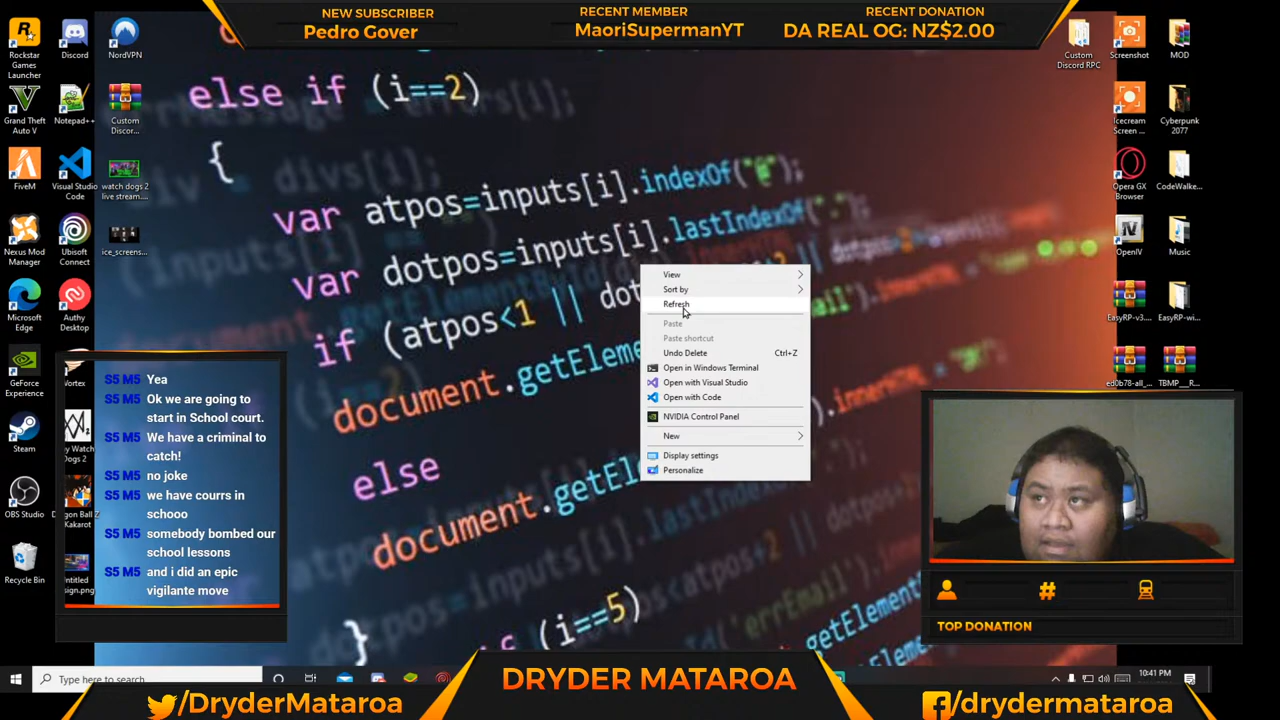 NEW SUBSCRIBER
Pedro Gover
RECENT MEMBER
MaoriSupermanYT
RECENT DONATION
DA REAL OG: NZ$2.00
Rockstar
Games
Launcher
Discord
NordVPN
Grand Theft
Auto V
Notepad++
Custom
Discor...
FiveM
Visual Studio
Code
watch dogs 2
live stream....
Nexus Mod
Manager
Ubisoft
Connect
ice_screens...
Microsoft
Edge
Authy
Desktop
GeForce
Experience
Vortex
Steam
OBS Studio
Dragon Ball Z
Kakarot
Recycle Bin
Custom
Discord RPC
Screenshot
MOD
Icecream
Screen ...
Cyberpunk
2077
Opera GX
CodeWalke...
OpenIV
EasyRP-v3....
EasyRP-wi...
ed0b78-all_...
TBMP__R...
else if (i==2)
{
var atpos=inputs[i].indexOf("@");
var dotpos=inputs[i].lastIndexOf(".");
if (atpos<1 || dot
document.getEleme
else
document.getEl
}
if (i==5)
View
Sort by
Refresh
Paste
Paste shortcut
Undo Delete Ctrl+Z
Open in Windows Terminal
Open with Visual Studio
Open with Code
NVIDIA Control Panel
New
Display settings
Personalize
S5 M5 Yea
S5 M5 Ok we are going to
start in School court.
S5 M5 We have a criminal to
catch!
S5 M5 no joke
S5 M5 we have courrs in
schooo
S5 M5 somebody bombed our
school lessons
S5 M5 and i did an epic
vigilante move
#
TOP DONATION
Type here to search
10:41 PM
/DryderMataroa
DRYDER MATAROA
/drydermataroa